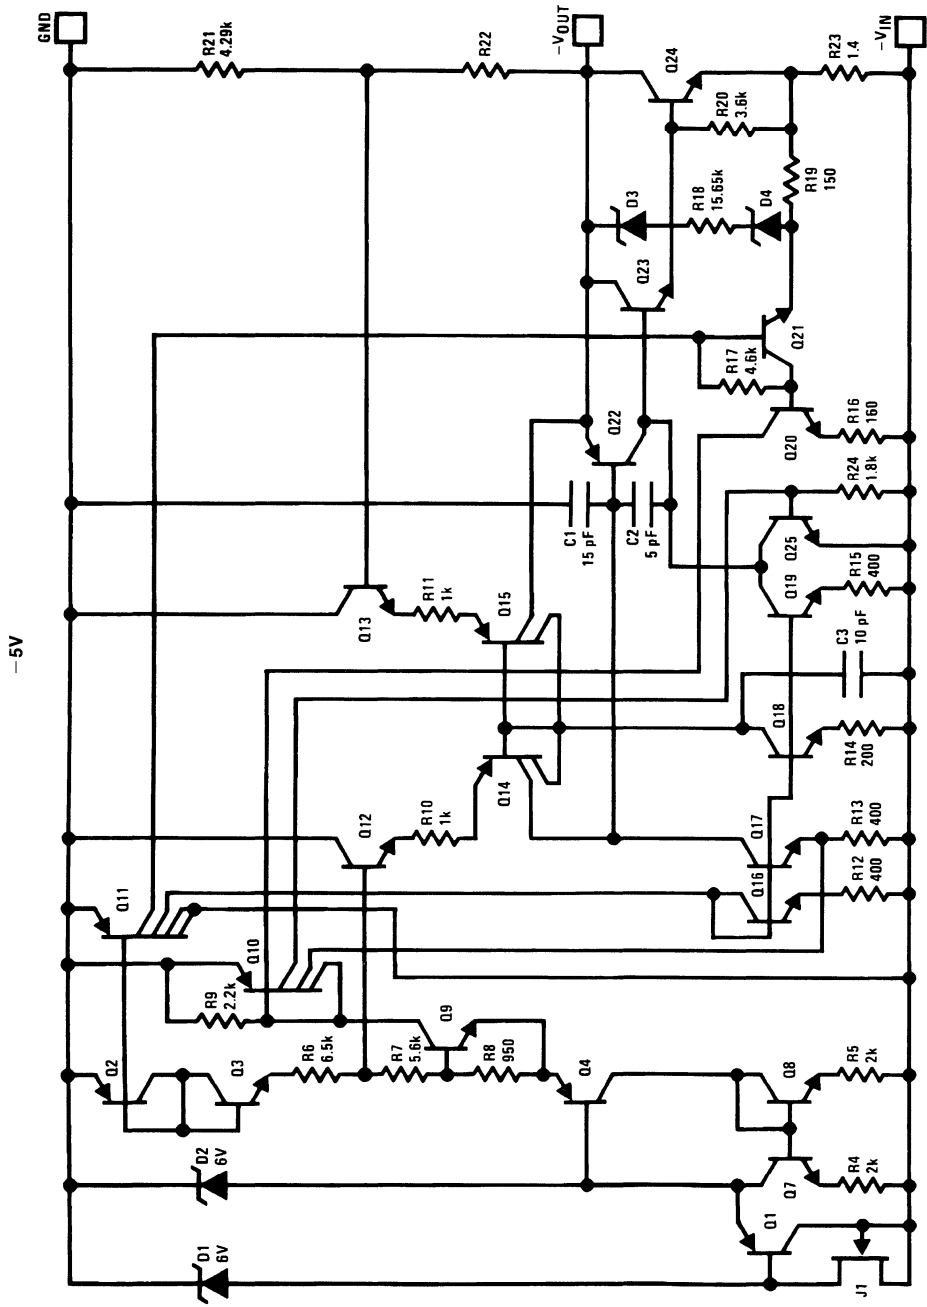 −5V
GND
−VOUT
−VIN
R21
4.29k
R22
Q24
R23
1.4
R20
3.6k
D3
R18
15.65k
D4
R19
150
Q23
Q21
R17
4.6k
Q22
Q20
R16
160
R24
1.8k
C1
15 pF
C2
5 pF
Q25
Q19
R15
400
Q13
R11
1k
Q15
C3
10 pF
Q18
R14
200
Q12
R10
1k
Q14
Q17
R13
400
Q16
R12
400
Q11
Q10
R9
2.2k
Q9
Q2
Q3
R6
6.5k
R7
5.6k
R8
950
Q4
Q8
R5
2k
D2
6V
Q7
R4
2k
Q1
D1
6V
J1